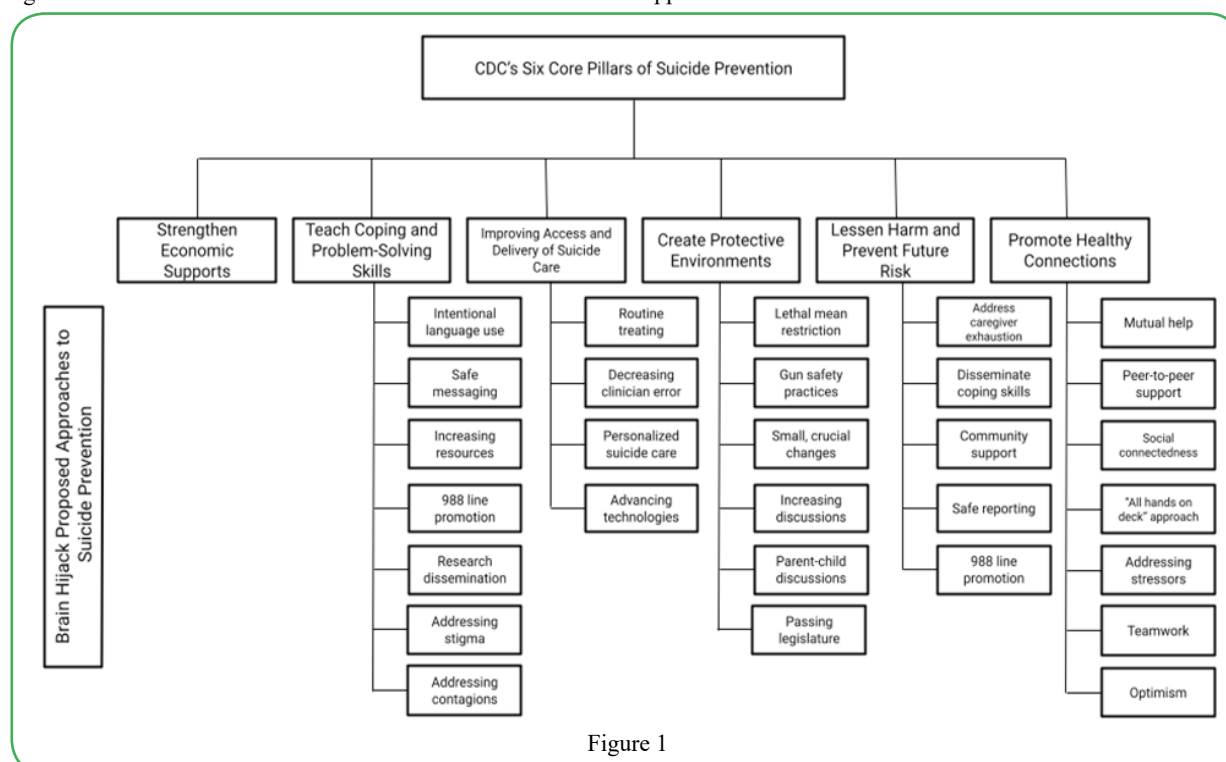 CDC's Six Core Pillars of Suicide Prevention
Strengthen
Economic
Supports
Teach Coping and
Problem-Solving
Skills
Improving Access and
Delivery of Suicide
Care
Create Protective
Environments
Lessen Harm and
Prevent Future
Risk
Promote Healthy
Connections
Brain Hijack Proposed Approaches to
Suicide Prevention
Intentional
language use
Safe
messaging
Increasing
resources
988 line
promotion
Research
dissemination
Addressing
stigma
Addressing
contagions
Routine
treating
Decreasing
clinician error
Personalized
suicide care
Advancing
technologies
Lethal mean
restriction
Gun safety
practices
Small, crucial
changes
Increasing
discussions
Parent-child
discussions
Passing
legislature
Address
caregiver
exhaustion
Disseminate
coping skills
Community
support
Safe reporting
988 line
promotion
Mutual help
Peer-to-peer
support
Social
connectedness
"All hands on
deck" approach
Addressing
stressors
Teamwork
Optimism
Figure 1